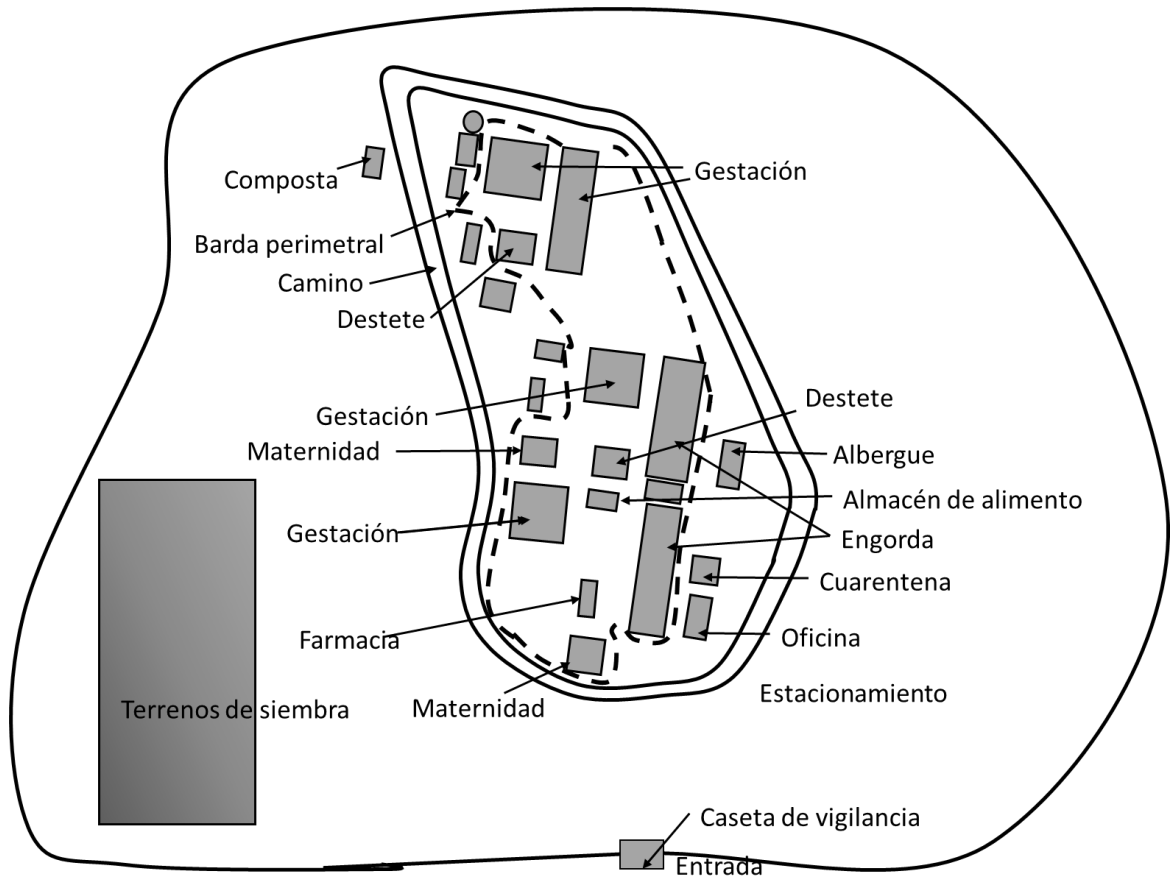 Gestación
Composta
Barda perimetral
Camino
Destete
Destete
Gestación
Maternidad
Albergue
Almacén de alimento
Gestación
Engorda
Cuarentena
Farmacia
Oficina
Estacionamiento
Terrenos de siembra
Maternidad
Caseta de vigilancia
Entrada